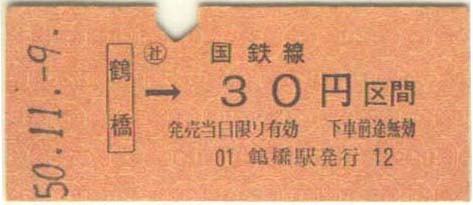 50.11.-9.
㊓ 国鉄線
鶴橋 → 30円区間
発売当日限り有効 下車前途無効
01 鶴橋駅発行 12